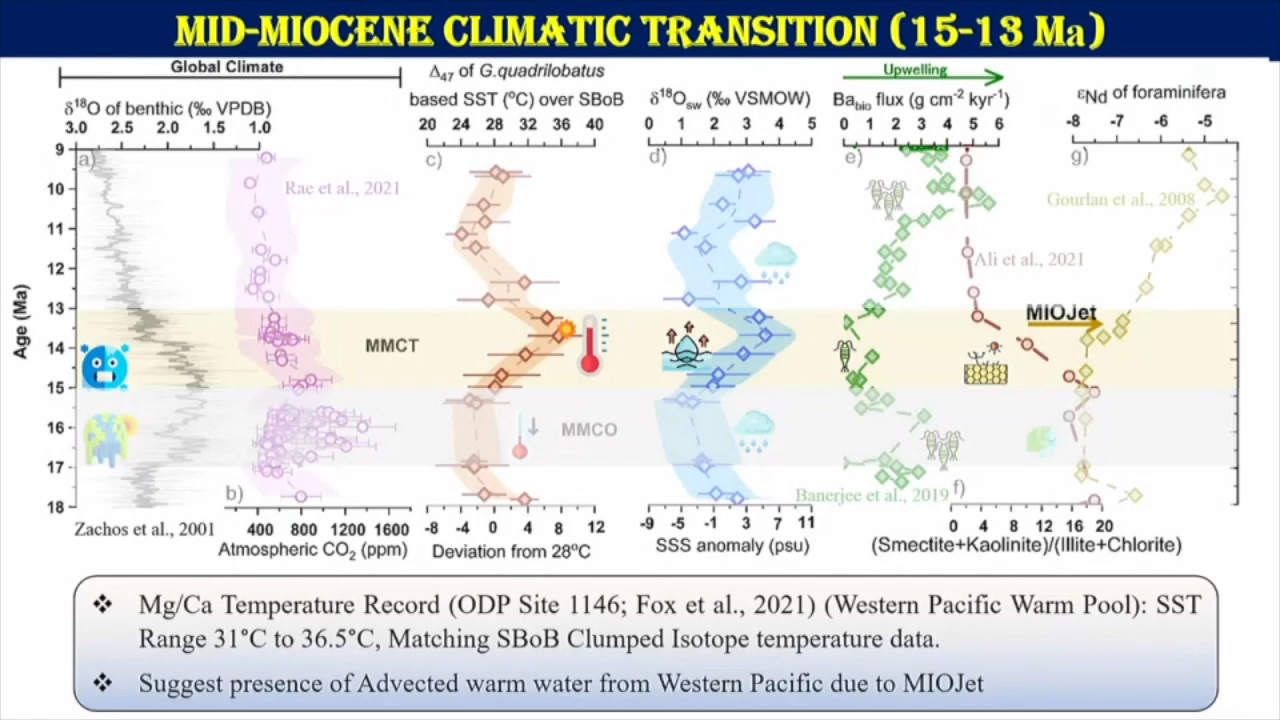 MID-MIOCENE CLIMATIC TRANSITION (15-13 Ma)
Global Climate
δ¹⁸O of benthic (‰ VPDB)
3.0 2.5 2.0 1.5 1.0
Δ₄₇ of G.quadrilobatus
based SST (ºC) over SBoB
20 24 28 32 36 40
δ¹⁸Osw (‰ VSMOW)
0 1 2 3 4 5
Upwelling
Babio flux (g cm⁻² kyr⁻¹)
0 1 2 3 4 5 6
εNd of foraminifera
-8 -7 -6 -5
Age (Ma)
9
10
11
12
13
14
15
16
17
18
a)
c)
d)
e)
g)
Rae et al., 2021
Gourlan et al., 2008
Ali et al., 2021
MIOJet
MMCT
MMCO
Banerjee et al., 2019
b)
f)
Zachos et al., 2001
400 800 1200 1600
Atmospheric CO₂ (ppm)
-8 -4 0 4 8 12
Deviation from 28ºC
-9 -5 -1 3 7 11
SSS anomaly (psu)
0 4 8 12 16 20
(Smectite+Kaolinite)/(Illite+Chlorite)
❖ Mg/Ca Temperature Record (ODP Site 1146; Fox et al., 2021) (Western Pacific Warm Pool): SST
Range 31°C to 36.5°C, Matching SBoB Clumped Isotope temperature data.
❖ Suggest presence of Advected warm water from Western Pacific due to MIOJet